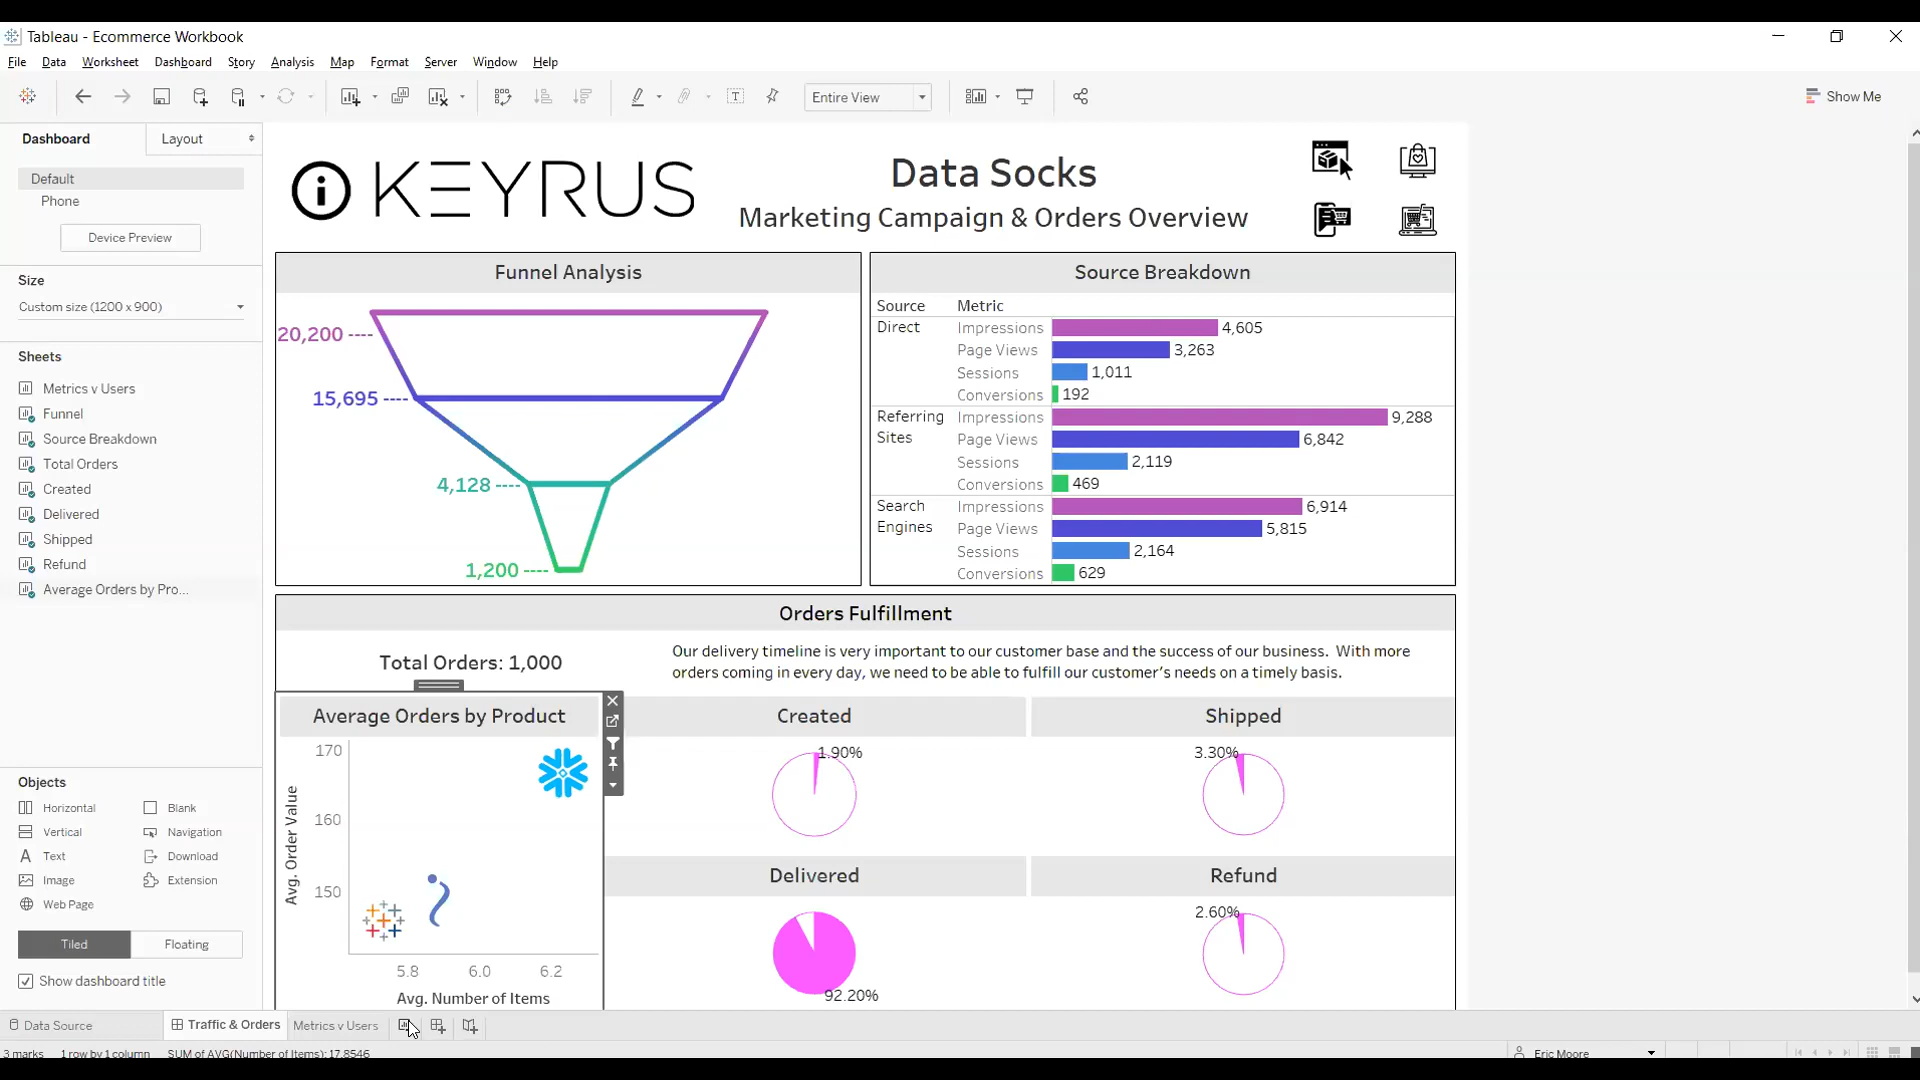 Tableau - Ecommerce Workbook
File Data Worksheet Dashboard Story Analysis Map Format Server Window Help
Entire View
Show Me
Dashboard
Layout
Default
Phone
Device Preview
Size
Custom size (1200 x 900)
Sheets
Metrics v Users
Funnel
Source Breakdown
Total Orders
Created
Delivered
Shipped
Refund
Average Orders by Pro...
Objects
Horizontal Blank
Vertical Navigation
Text Download
Image Extension
Web Page
Tiled Floating
Show dashboard title
KEYRUS
Data Socks
Marketing Campaign & Orders Overview
Funnel Analysis
20,200 ----
15,695 ----
4,128 ----
1,200 ----
Source Breakdown
Source Metric
Direct Impressions 4,605
Page Views 3,263
Sessions 1,011
Conversions 192
Referring Impressions 9,288
Sites Page Views 6,842
Sessions 2,119
Conversions 469
Search Impressions 6,914
Engines Page Views 5,815
Sessions 2,164
Conversions 629
Orders Fulfillment
Total Orders: 1,000
Our delivery timeline is very important to our customer base and the success of our business. With more
orders coming in every day, we need to be able to fulfill our customer's needs on a timely basis.
Average Orders by Product
Avg. Order Value
170
160
150
5.8 6.0 6.2
Avg. Number of Items
Created
1.90%
Shipped
3.30%
Delivered
92.20%
Refund
2.60%
Data Source Traffic & Orders Metrics v Users
3 marks 1 row by 1 column SUM of AVG(Number of Items): 17.8546
Eric Moore